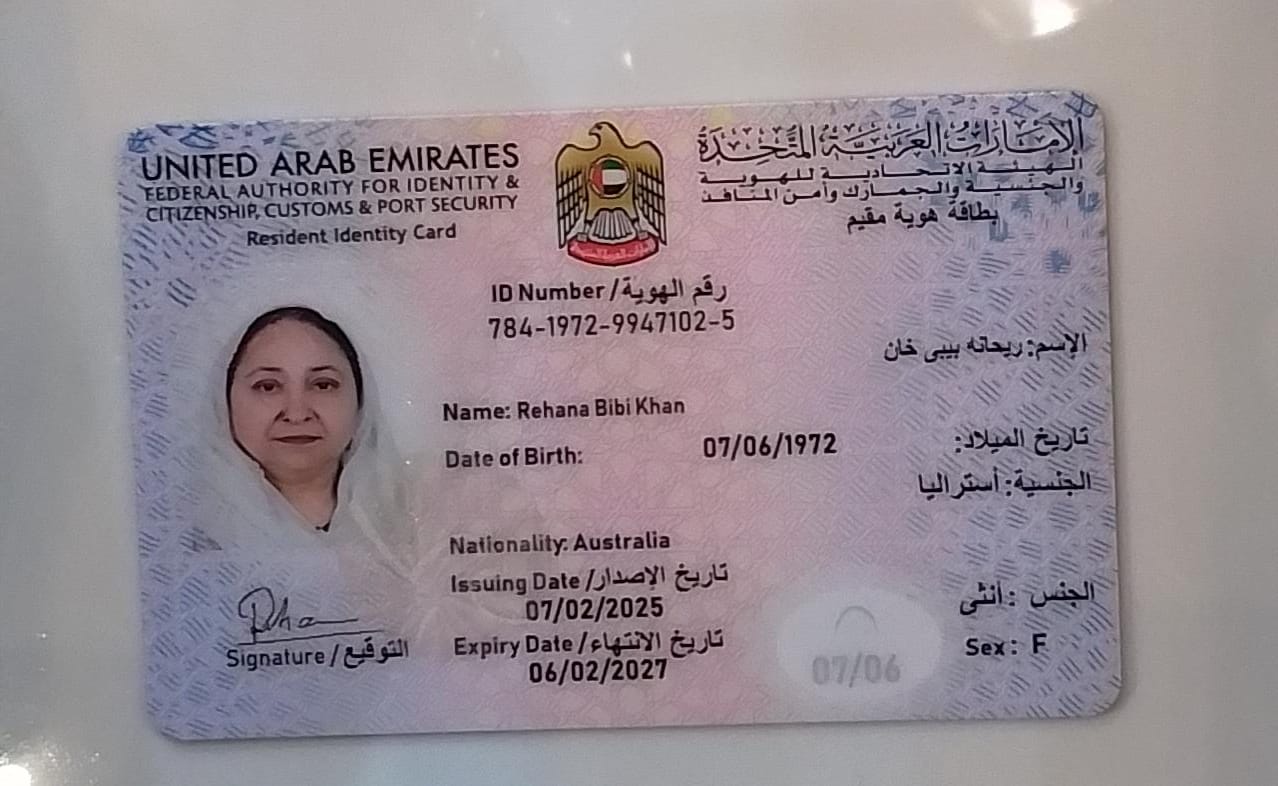 UNITED ARAB EMIRATES
FEDERAL AUTHORITY FOR IDENTITY &
CITIZENSHIP, CUSTOMS & PORT SECURITY
Resident Identity Card
الإمارات العربية المتحدة
الهيئة الاتحادية للهوية
والجنسية والجمارك وأمن المنافذ
بطاقة هوية مقيم
ID Number / رقم الهوية
784-1972-9947102-5
الإسم: ريحانه بيبى خان
Name: Rehana Bibi Khan
Date of Birth: 07/06/1972 تاريخ الميلاد:
الجنسية: أستراليا
Nationality: Australia
Issuing Date / تاريخ الإصدار
07/02/2025
Expiry Date / تاريخ الانتهاء
06/02/2027
الجنس: أنثى
Sex: F
07/06
Signature / التوقيع